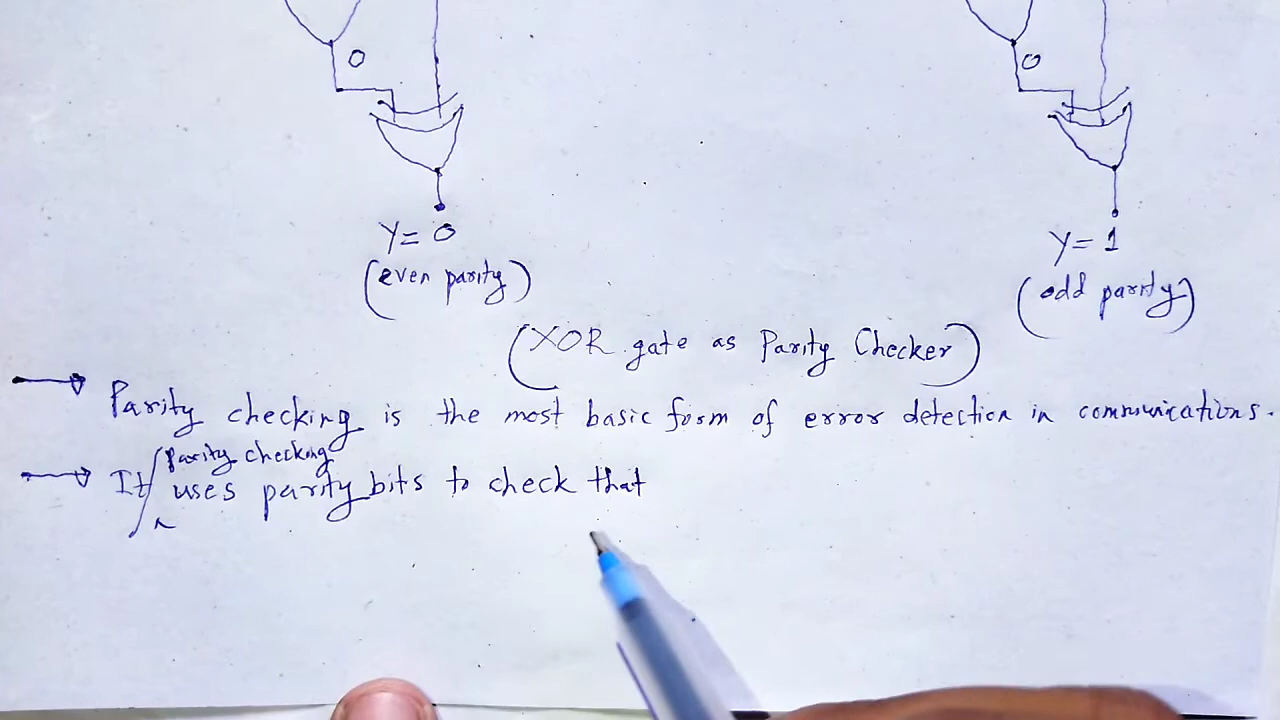 0 0
Y= 0 Y= 1
(even parity) (odd parity)
(XOR gate as Parity Checker)
Parity checking is the most basic form of error detection in communications.
parity checking
It uses parity bits to check that